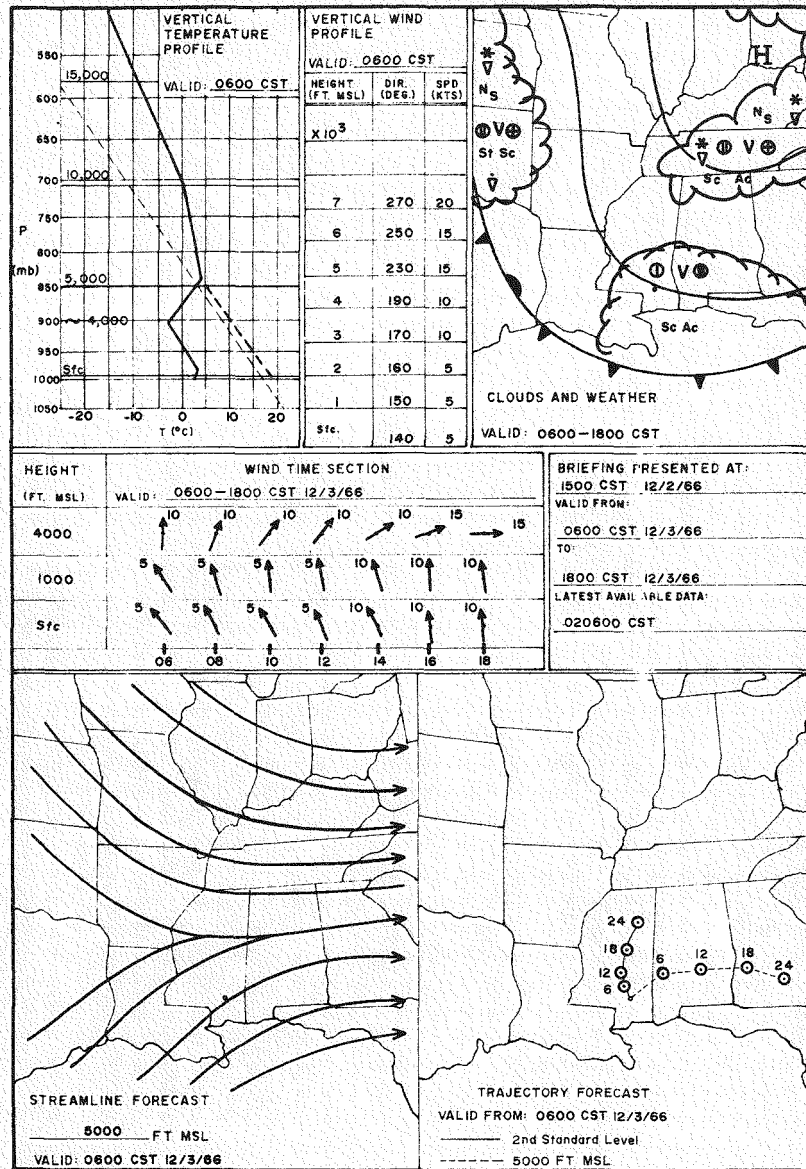 VERTICAL
TEMPERATURE
PROFILE
VALID: 0600 CST
500
15,000
600
650
10,000
700
750
P
800
(mb)
5,000
850
~ 4,000
900
950
Sfc
1000
1050
-20 -10 0 10 20
T (°C)
VERTICAL WIND
PROFILE
VALID: 0600 CST
HEIGHT DIR. SPD
(FT. MSL) (DEG.) (KTS)
X 10³
7 270 20
6 250 15
5 230 15
4 190 10
3 170 10
2 160 5
1 150 5
Sfc. 140 5
H
Ns
V
St Sc
Ns
V
Sc Ac
V
Sc Ac
CLOUDS AND WEATHER
VALID: 0600-1800 CST
HEIGHT
(FT. MSL)
WIND TIME SECTION
VALID: 0600-1800 CST 12/3/66
4000 10 10 10 10 10 15 15
1000 5 5 5 5 10 10 10
Sfc 5 5 5 5 10 10 10
06 08 10 12 14 16 18
BRIEFING PRESENTED AT:
1500 CST 12/2/66
VALID FROM:
0600 CST 12/3/66
TO:
1800 CST 12/3/66
LATEST AVAILABLE DATA:
020600 CST
STREAMLINE FORECAST
5000 FT MSL
VALID: 0600 CST 12/3/66
24
18
12
6
6
12
18
24
TRAJECTORY FORECAST
VALID FROM: 0600 CST 12/3/66
2nd Standard Level
5000 FT MSL